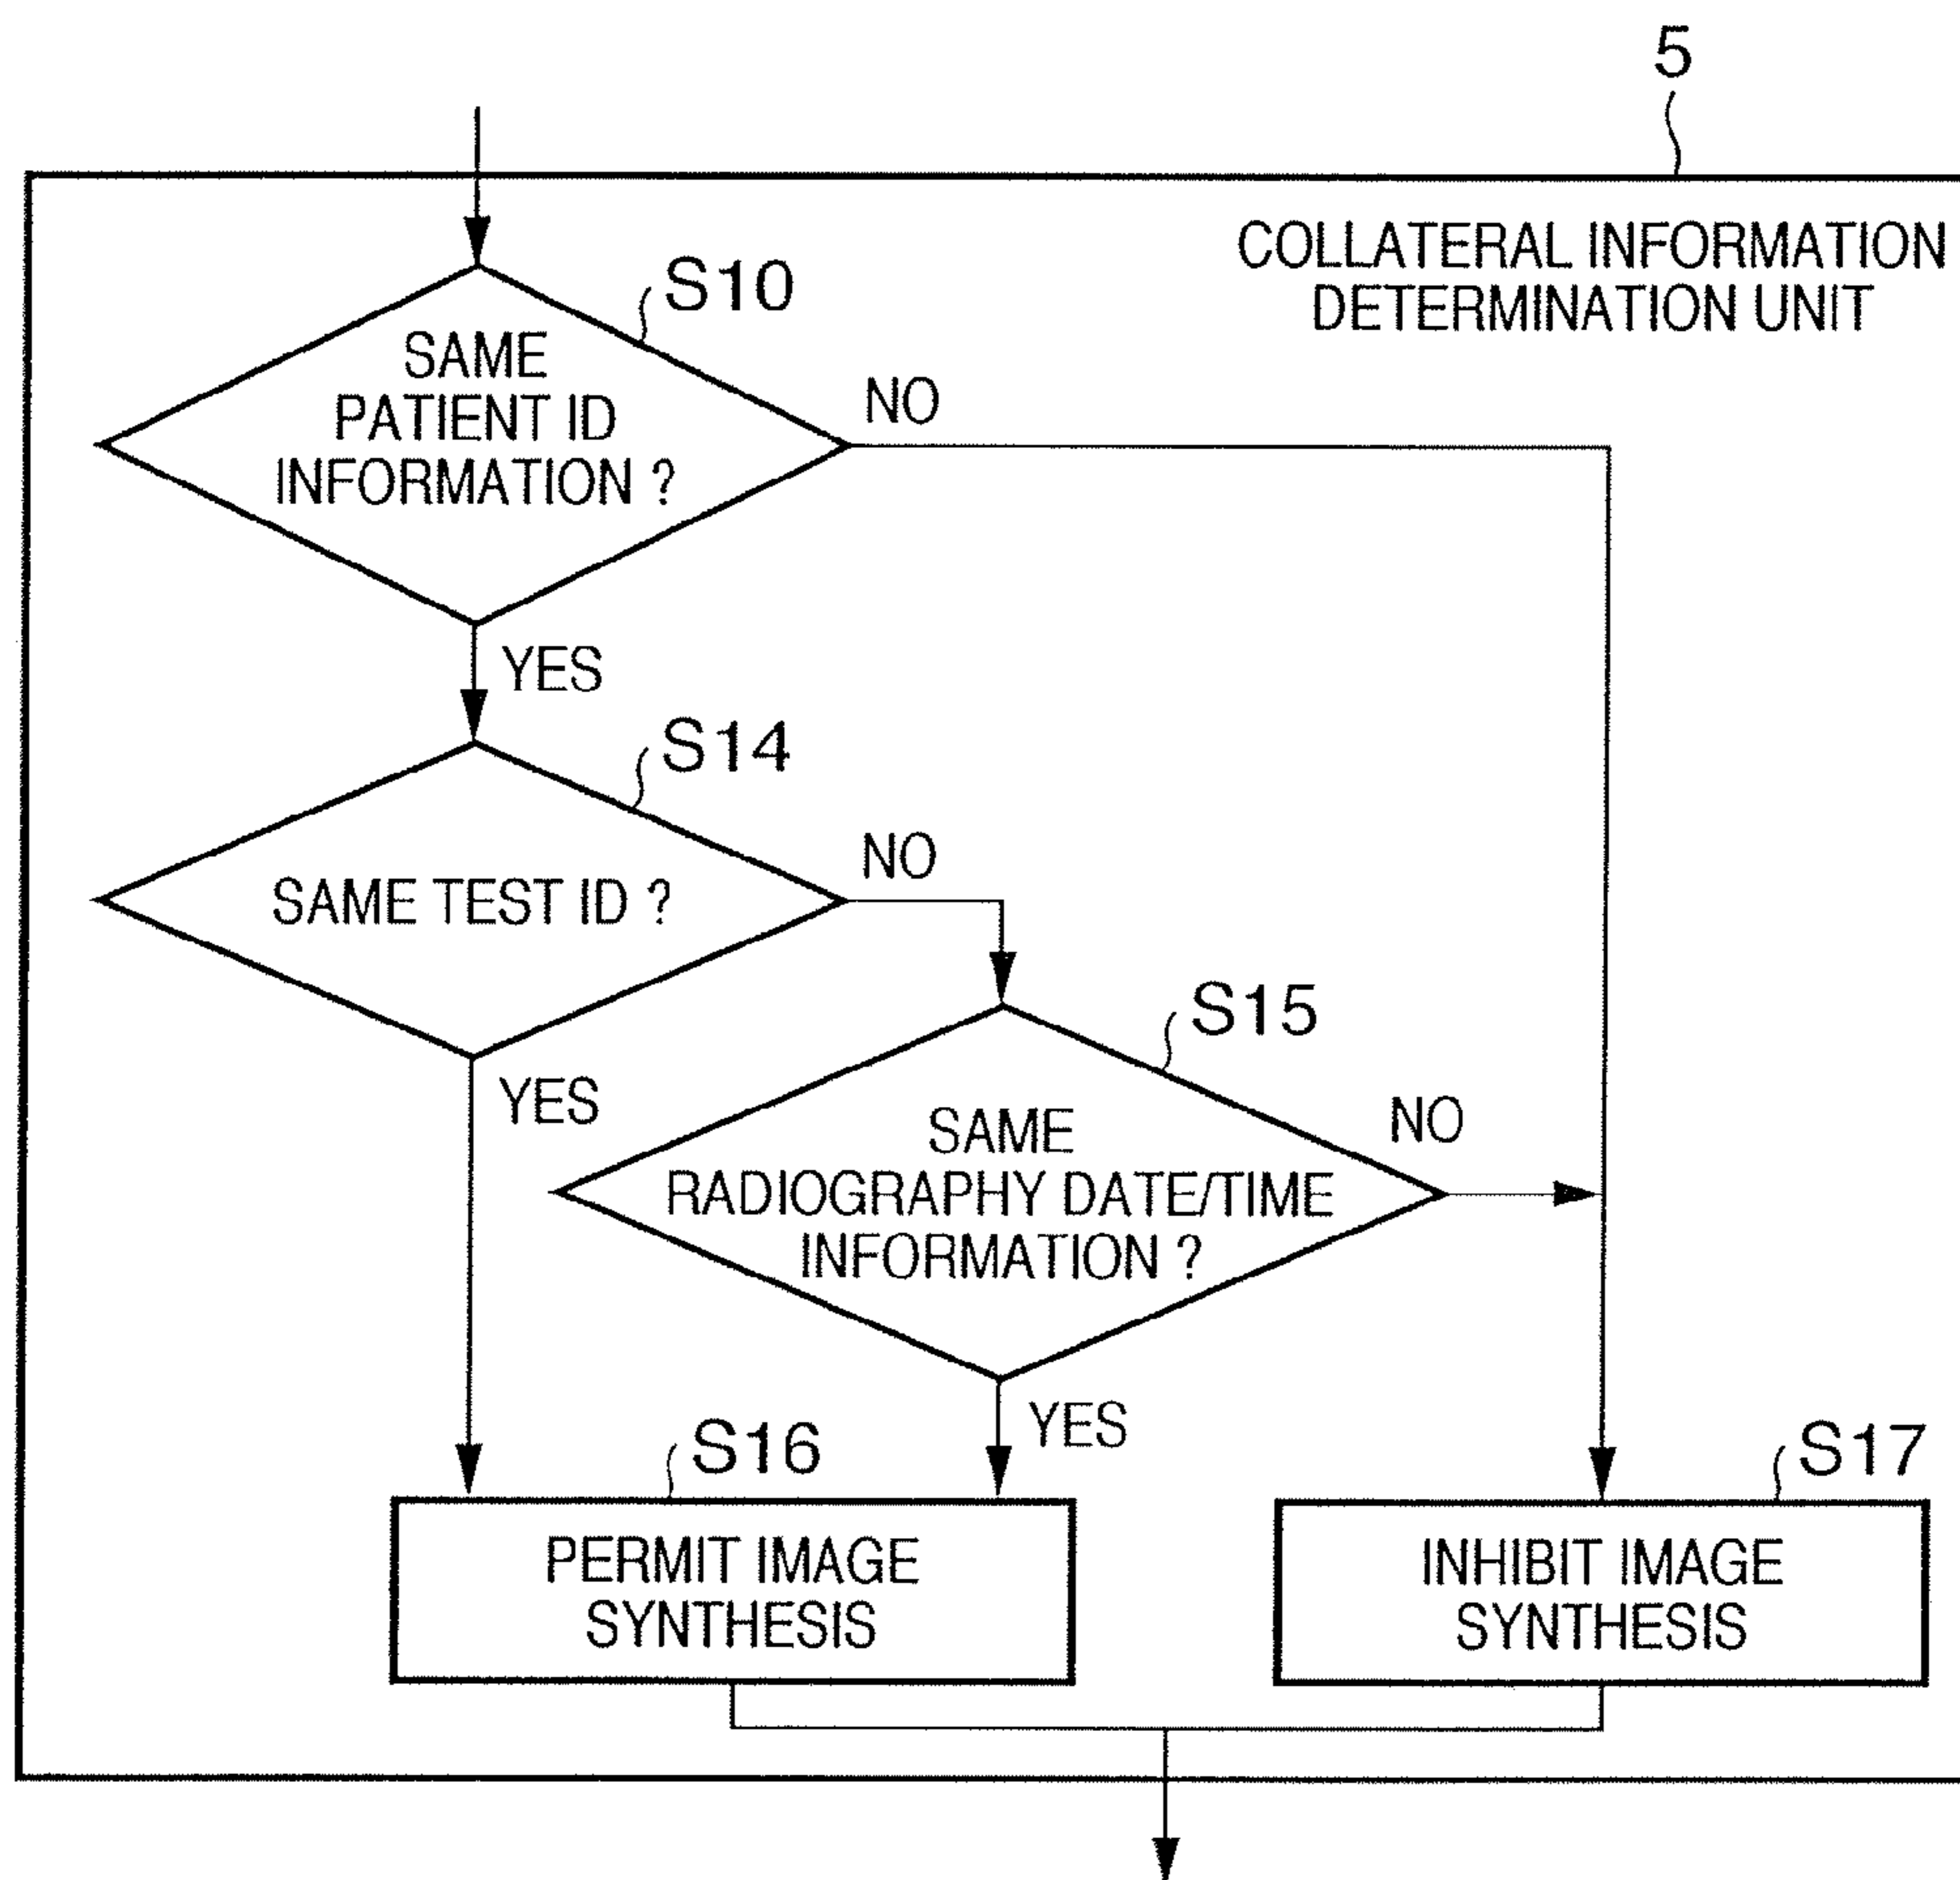 5
COLLATERAL INFORMATION
DETERMINATION UNIT
S10
SAME
PATIENT ID
INFORMATION ?
NO
YES
S14
SAME TEST ID ?
NO
YES
S15
SAME
RADIOGRAPHY DATE/TIME
INFORMATION ?
NO
YES
S16
PERMIT IMAGE
SYNTHESIS
S17
INHIBIT IMAGE
SYNTHESIS